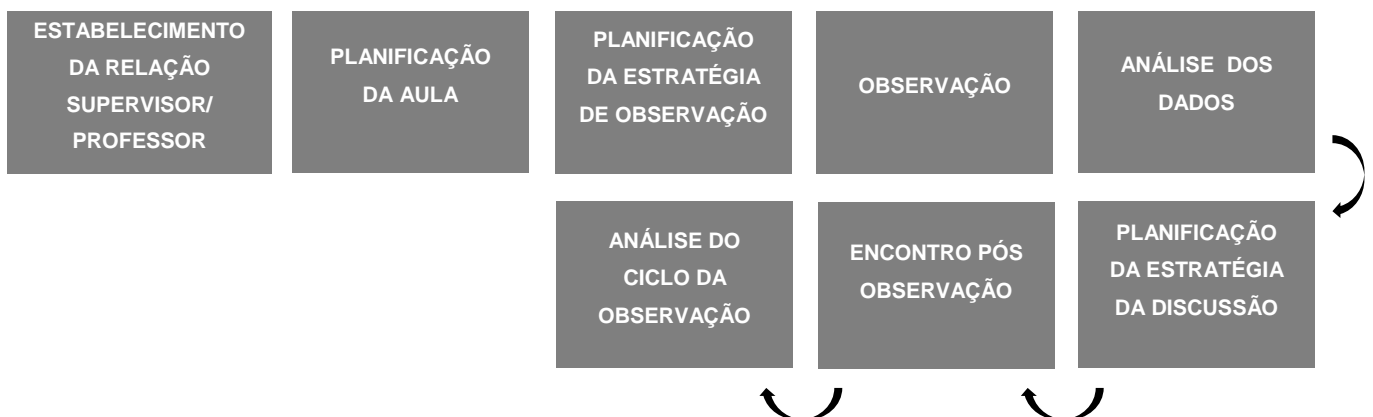 ESTABELECIMENTO
DA RELAÇÃO
SUPERVISOR/
PROFESSOR
PLANIFICAÇÃO
DA AULA
PLANIFICAÇÃO
DA ESTRATÉGIA
DE OBSERVAÇÃO
OBSERVAÇÃO
ANÁLISE DOS
DADOS
PLANIFICAÇÃO
DA ESTRATÉGIA
DA DISCUSSÃO
ENCONTRO PÓS
OBSERVAÇÃO
ANÁLISE DO
CICLO DA
OBSERVAÇÃO